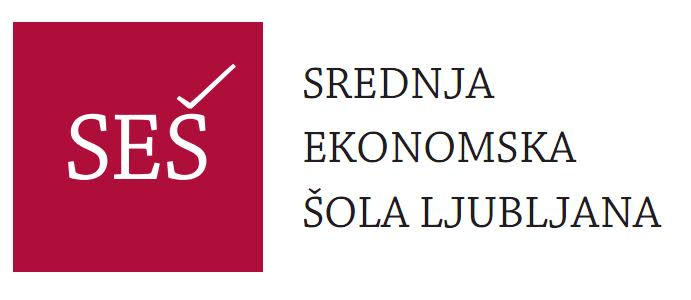 SEŠ
SREDNJA
EKONOMSKA
ŠOLA LJUBLJANA